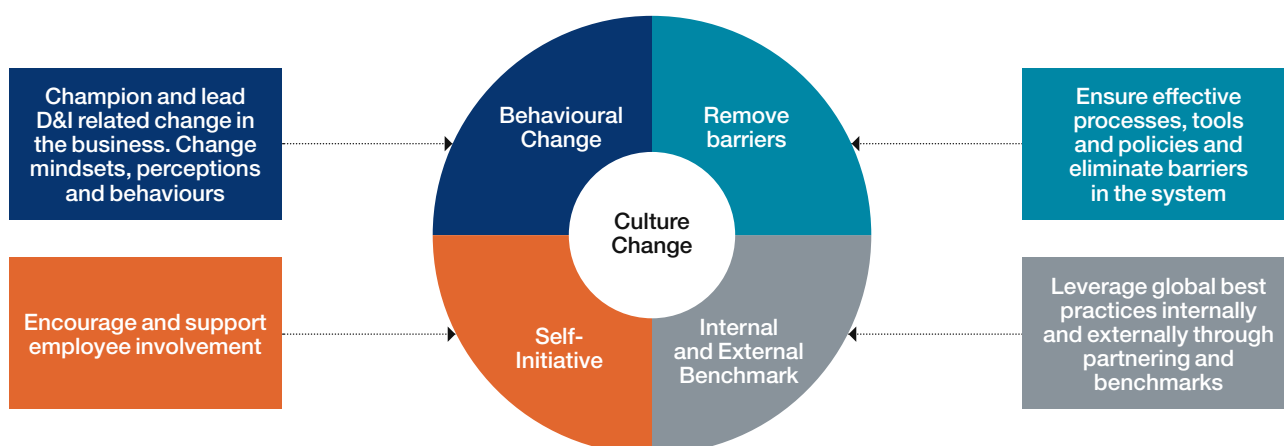 Champion and lead
D&I related change in
the business. Change
mindsets, perceptions
and behaviours
Behavioural
Change
Remove
barriers
Ensure effective
processes, tools
and policies and
eliminate barriers
in the system
Culture
Change
Encourage and support
employee involvement
Self-
Initiative
Internal
and External
Benchmark
Leverage global best
practices internally
and externally through
partnering and
benchmarks